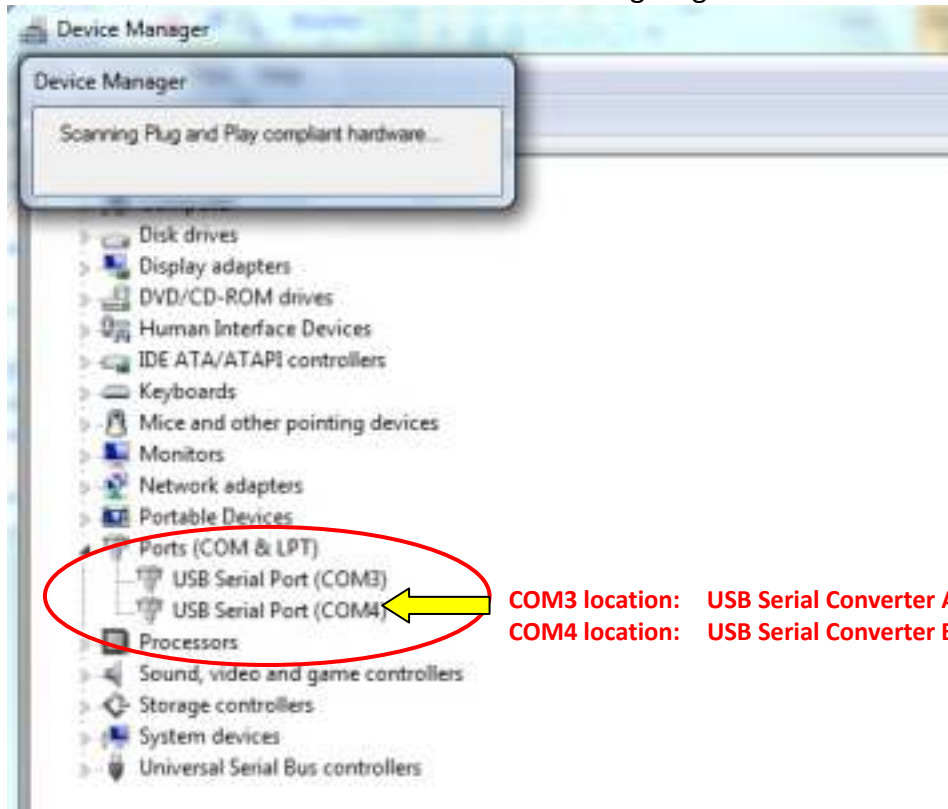 Device Manager
Device Manager
Scanning Plug and Play compliant hardware...
Disk drives
Display adapters
DVD/CD-ROM drives
Human Interface Devices
IDE ATA/ATAPI controllers
Keyboards
Mice and other pointing devices
Monitors
Network adapters
Portable Devices
Ports (COM & LPT)
USB Serial Port (COM3)
USB Serial Port (COM4)
COM3 location: USB Serial Converter A
COM4 location: USB Serial Converter B
Processors
Sound, video and game controllers
Storage controllers
System devices
Universal Serial Bus controllers